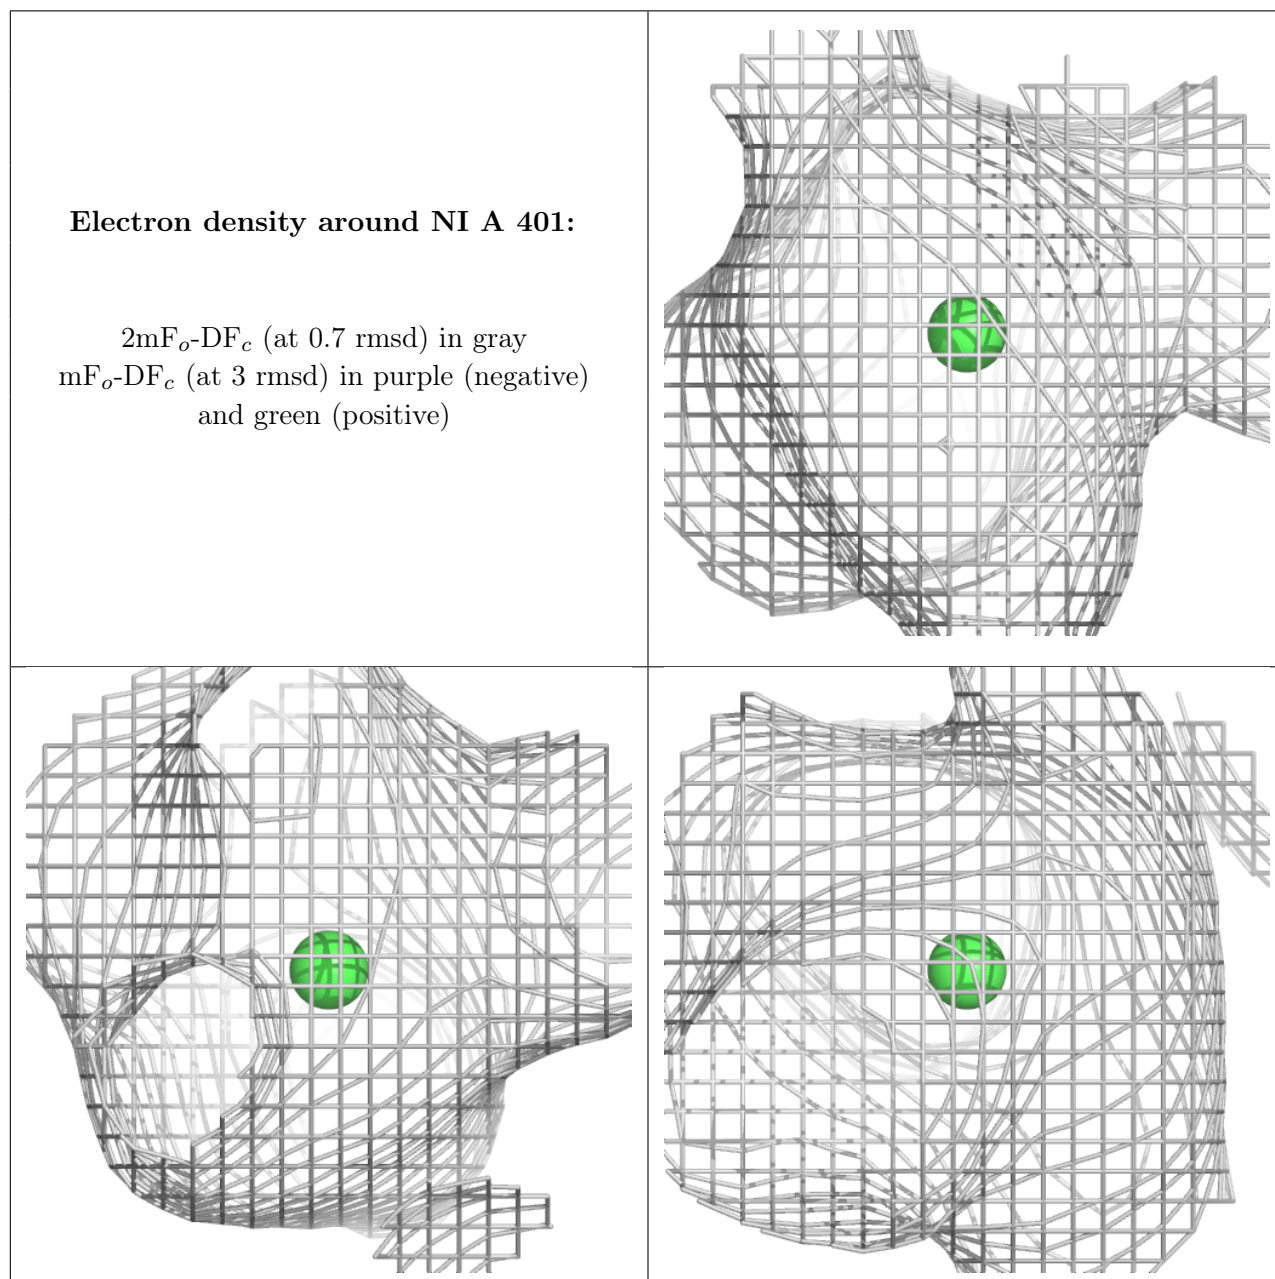 Electron density around NI A 401:
2mFₒ-DF𝒸 (at 0.7 rmsd) in gray
mFₒ-DF𝒸 (at 3 rmsd) in purple (negative)
and green (positive)